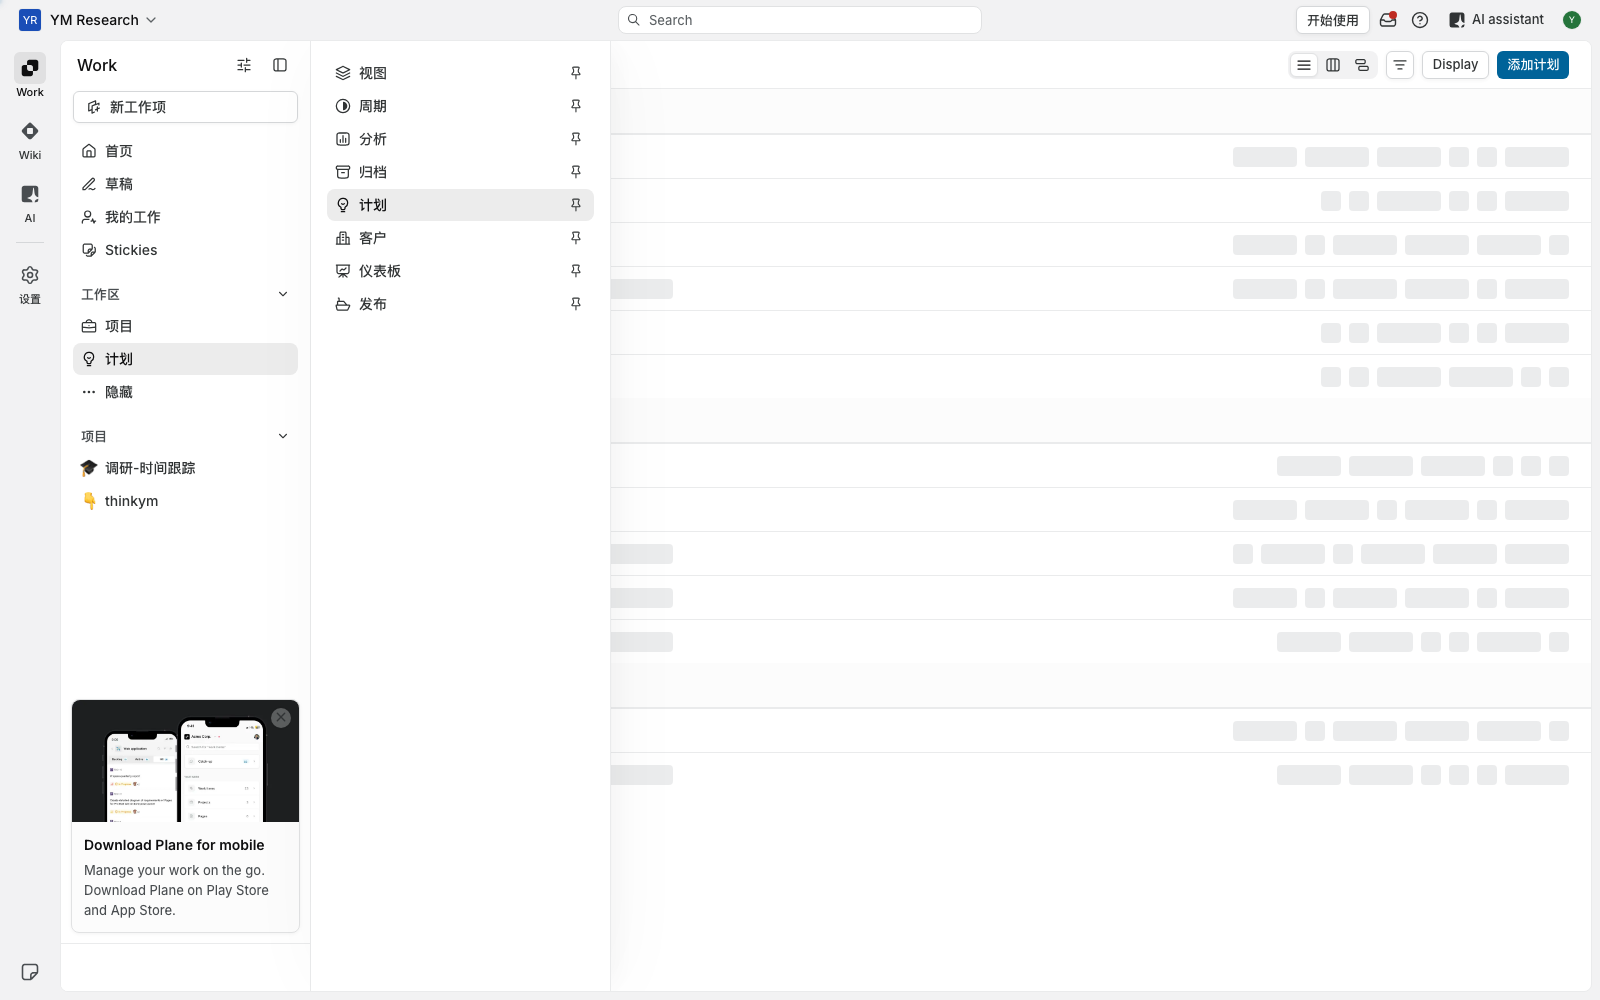 YR YM Research
Search
开始使用
AI assistant
Y
Work
Wiki
AI
设置
Work
新工作项
首页
草稿
我的工作
Stickies
工作区
项目
计划
隐藏
项目
调研-时间跟踪
thinkym
Download Plane for mobile
Manage your work on the go.
Download Plane on Play Store
and App Store.
视图
周期
分析
归档
计划
客户
仪表板
发布
Display
添加计划